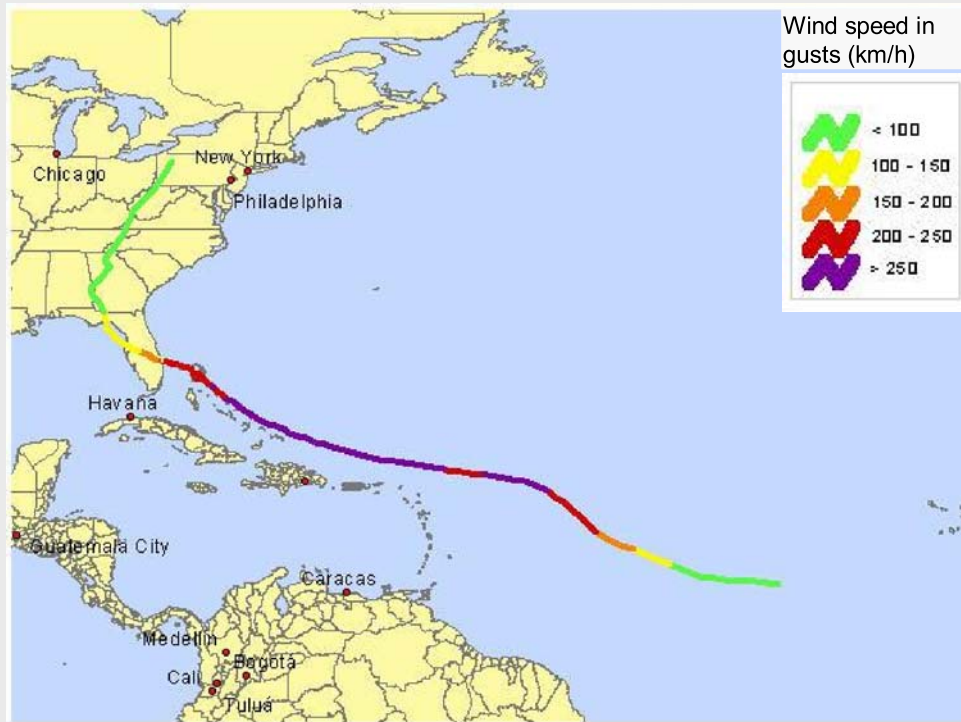 Wind speed in
gusts (km/h)
< 100
100 - 150
150 - 200
200 - 250
> 250
New York
Chicago
Philadelphia
Havana
Guatemala City
Caracas
Medellín
Bogotá
Cali
Tuluá